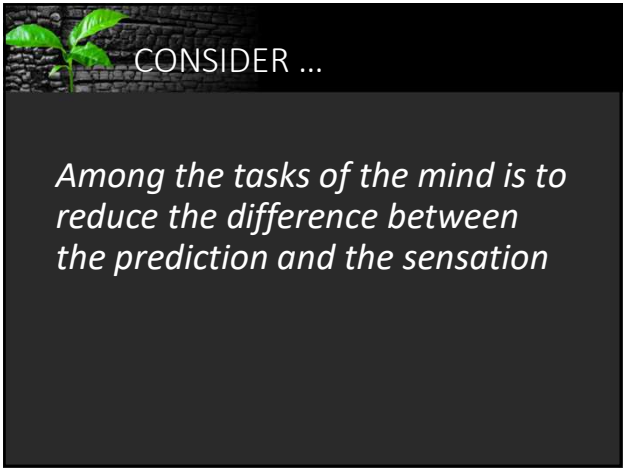 CONSIDER ...
Among the tasks of the mind is to
reduce the difference between
the prediction and the sensation